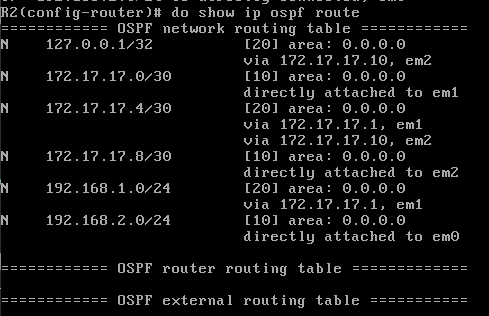 R2(config-router)# do show ip ospf route
============ OSPF network routing table ============
N    127.0.0.1/32          [20] area: 0.0.0.0
                           via 172.17.17.10, em2
N    172.17.17.0/30        [10] area: 0.0.0.0
                           directly attached to em1
N    172.17.17.4/30        [20] area: 0.0.0.0
                           via 172.17.17.1, em1
                           via 172.17.17.10, em2
N    172.17.17.8/30        [10] area: 0.0.0.0
                           directly attached to em2
N    192.168.1.0/24        [20] area: 0.0.0.0
                           via 172.17.17.1, em1
N    192.168.2.0/24        [10] area: 0.0.0.0
                           directly attached to em0
============ OSPF router routing table =============
============ OSPF external routing table ===========